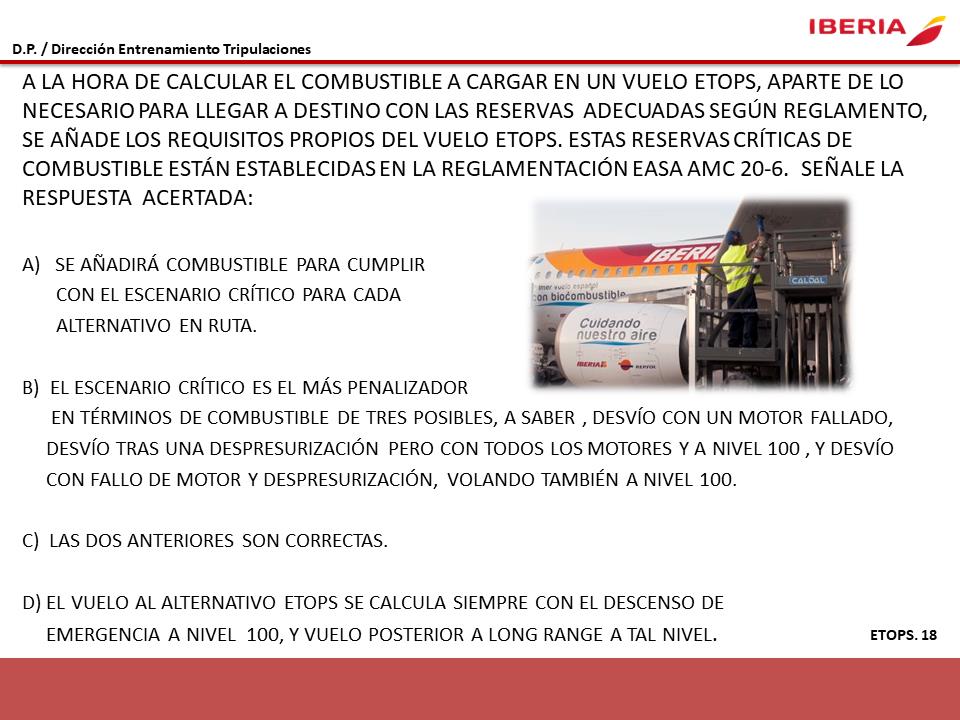 IBERIA
D.P. / Dirección Entrenamiento Tripulaciones
A LA HORA DE CALCULAR EL COMBUSTIBLE A CARGAR EN UN VUELO ETOPS, APARTE DE LO
NECESARIO PARA LLEGAR A DESTINO CON LAS RESERVAS ADECUADAS SEGÚN REGLAMENTO,
SE AÑADE LOS REQUISITOS PROPIOS DEL VUELO ETOPS. ESTAS RESERVAS CRÍTICAS DE
COMBUSTIBLE ESTÁN ESTABLECIDAS EN LA REGLAMENTACIÓN EASA AMC 20-6. SEÑALE LA
RESPUESTA ACERTADA:
A) SE AÑADIRÁ COMBUSTIBLE PARA CUMPLIR
CON EL ESCENARIO CRÍTICO PARA CADA
ALTERNATIVO EN RUTA.
IBERIA
imer vuelo español
con biocombustible
CALDAL
Cuidando
nuestro aire
IBERIA REPSOL
B) EL ESCENARIO CRÍTICO ES EL MÁS PENALIZADOR
EN TÉRMINOS DE COMBUSTIBLE DE TRES POSIBLES, A SABER , DESVÍO CON UN MOTOR FALLADO,
DESVÍO TRAS UNA DESPRESURIZACIÓN PERO CON TODOS LOS MOTORES Y A NIVEL 100 , Y DESVÍO
CON FALLO DE MOTOR Y DESPRESURIZACIÓN, VOLANDO TAMBIÉN A NIVEL 100.
C) LAS DOS ANTERIORES SON CORRECTAS.
D) EL VUELO AL ALTERNATIVO ETOPS SE CALCULA SIEMPRE CON EL DESCENSO DE
EMERGENCIA A NIVEL 100, Y VUELO POSTERIOR A LONG RANGE A TAL NIVEL.
ETOPS. 18